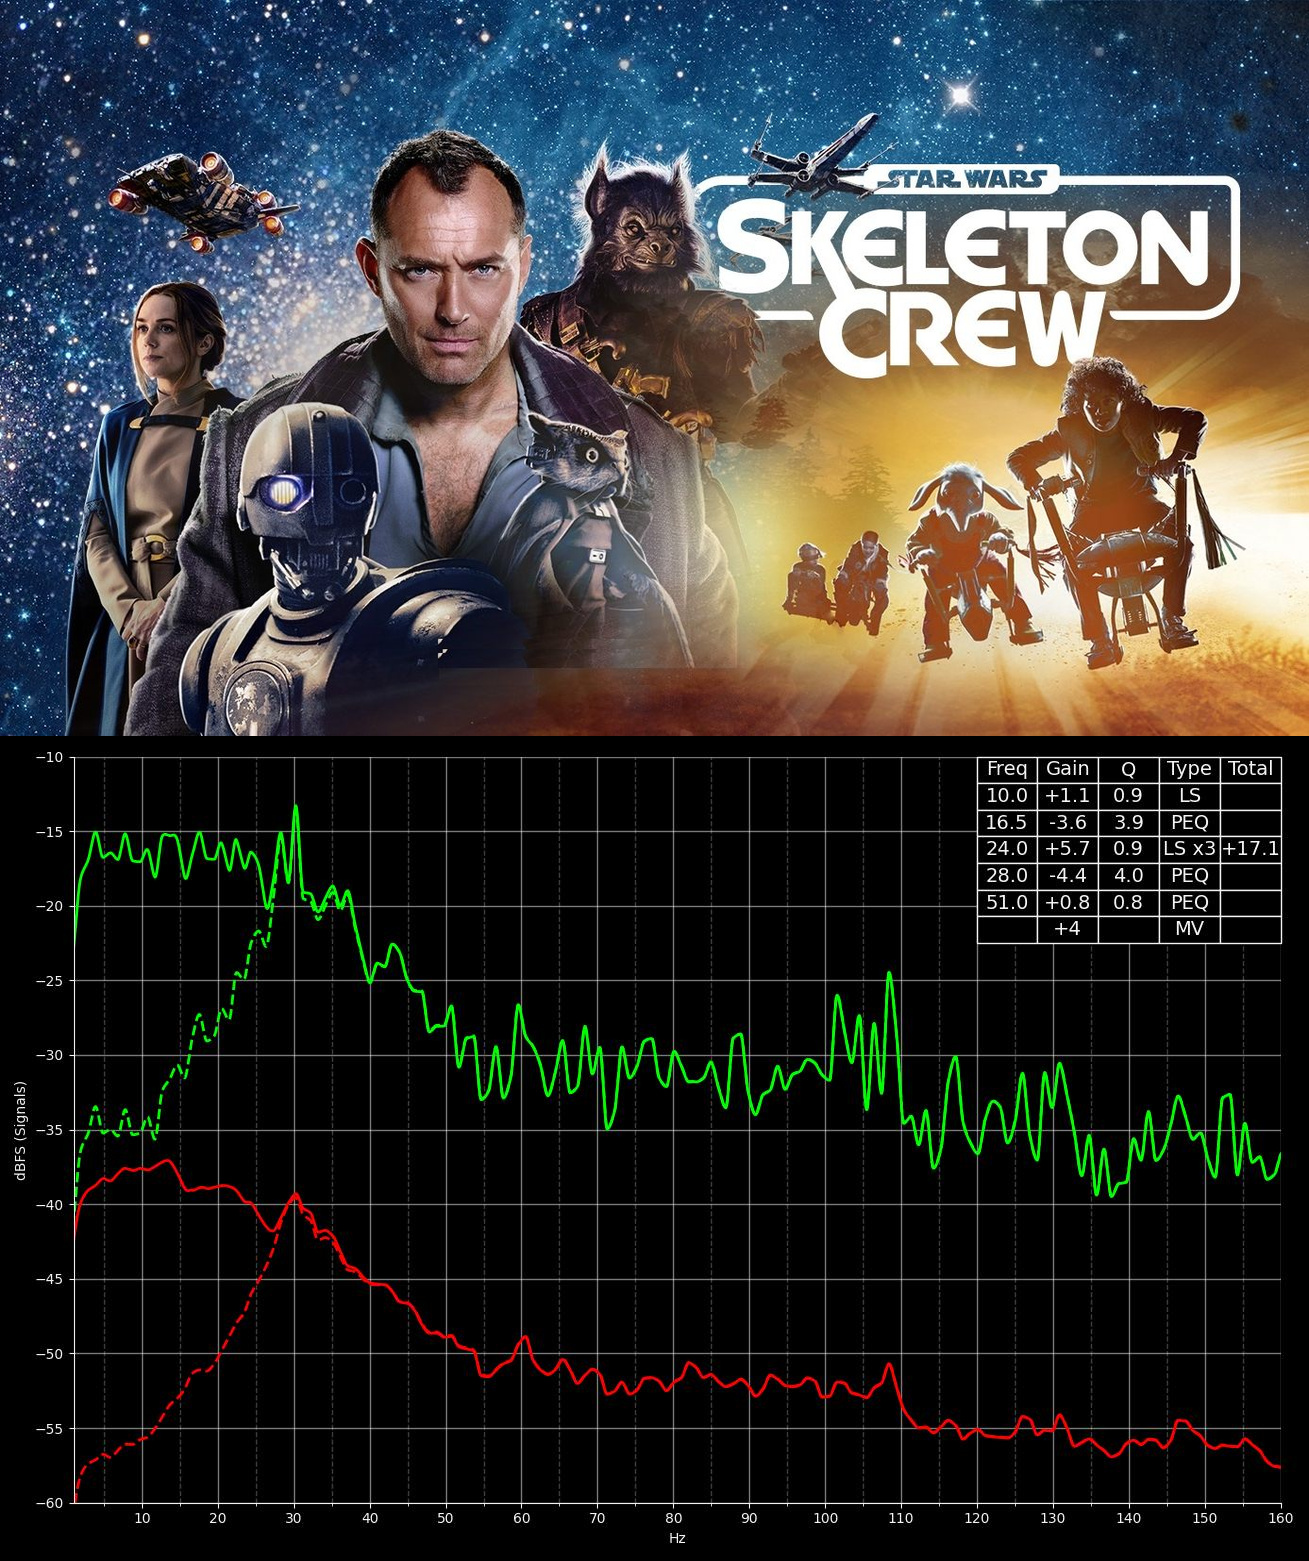 STAR WARS
SKELETON
CREW
Freq Gain Q Type Total
10.0 +1.1 0.9 LS
16.5 -3.6 3.9 PEQ
24.0 +5.7 0.9 LS x3 +17.1
28.0 -4.4 4.0 PEQ
51.0 +0.8 0.8 PEQ
+4 MV
−10
−15
−20
−25
−30
−35
−40
−45
−50
−55
−60
dBFS (Signals)
10 20 30 40 50 60 70 80 90 100 110 120 130 140 150 160
Hz